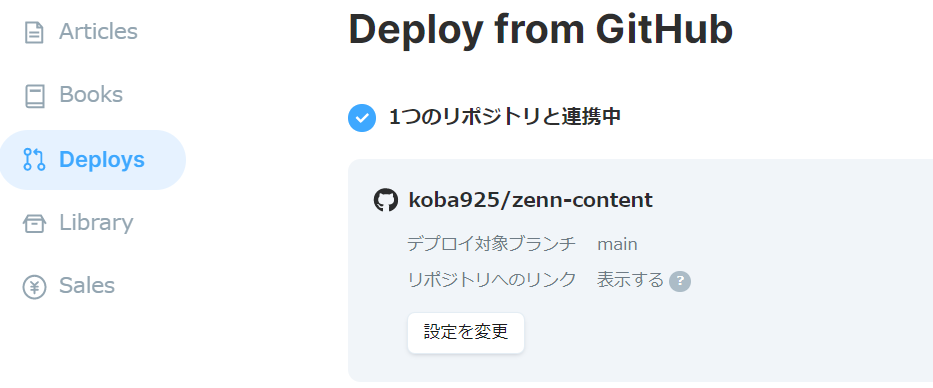 Articles
Books
Deploys
Library
Sales
Deploy from GitHub
1つのリポジトリと連携中
koba925/zenn-content
デプロイ対象ブランチ main
リポジトリへのリンク 表示する ?
設定を変更